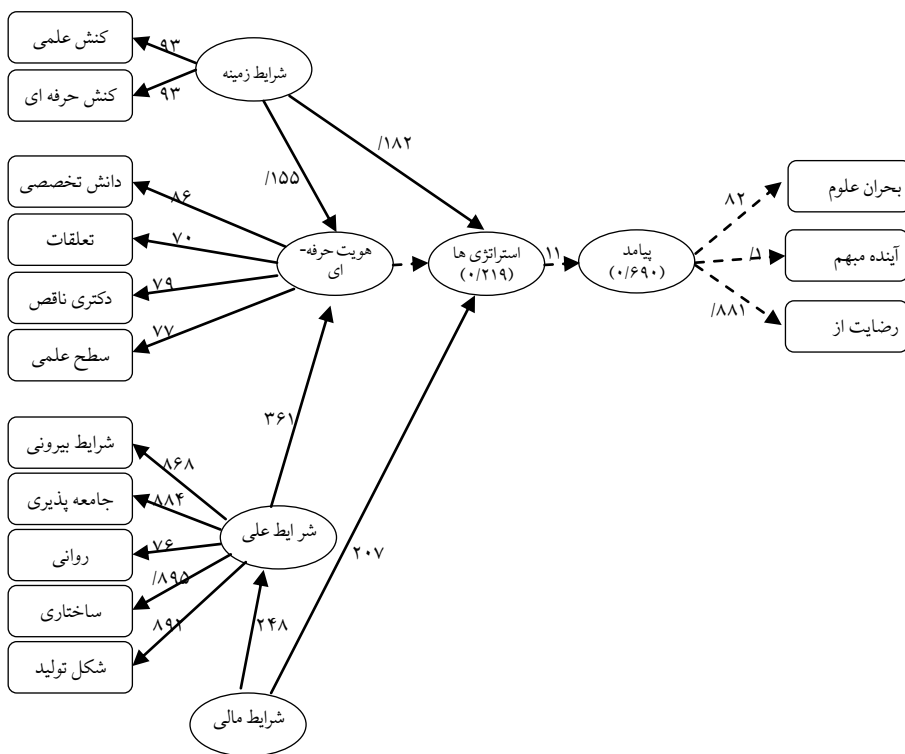 کنش علمی
۹۳
شرایط زمینه
کنش حرفه ای
۹۳
/۱۸۲
/۱۵۵
دانش تخصصی
۸۶
تعلقات
۷۰
دکتری ناقص
۷۹
سطح علمی
۷۷
هویت حرفه-
ای
استراتژی ها
(۰/۲۱۹)
۱۱
پیامد
(۰/۶۹۰)
۸۲
بحران علوم
آینده مبهم
/۸۸۱
رضایت از
۳۶۱
شرایط بیرونی
۸۶۸
جامعه پذیری
۸۸۴
روانی
۷۶
ساختاری
/۸۹۵
شکل تولید
شر ایط علی
۲۰۷
۲۴۸
شرایط مالی